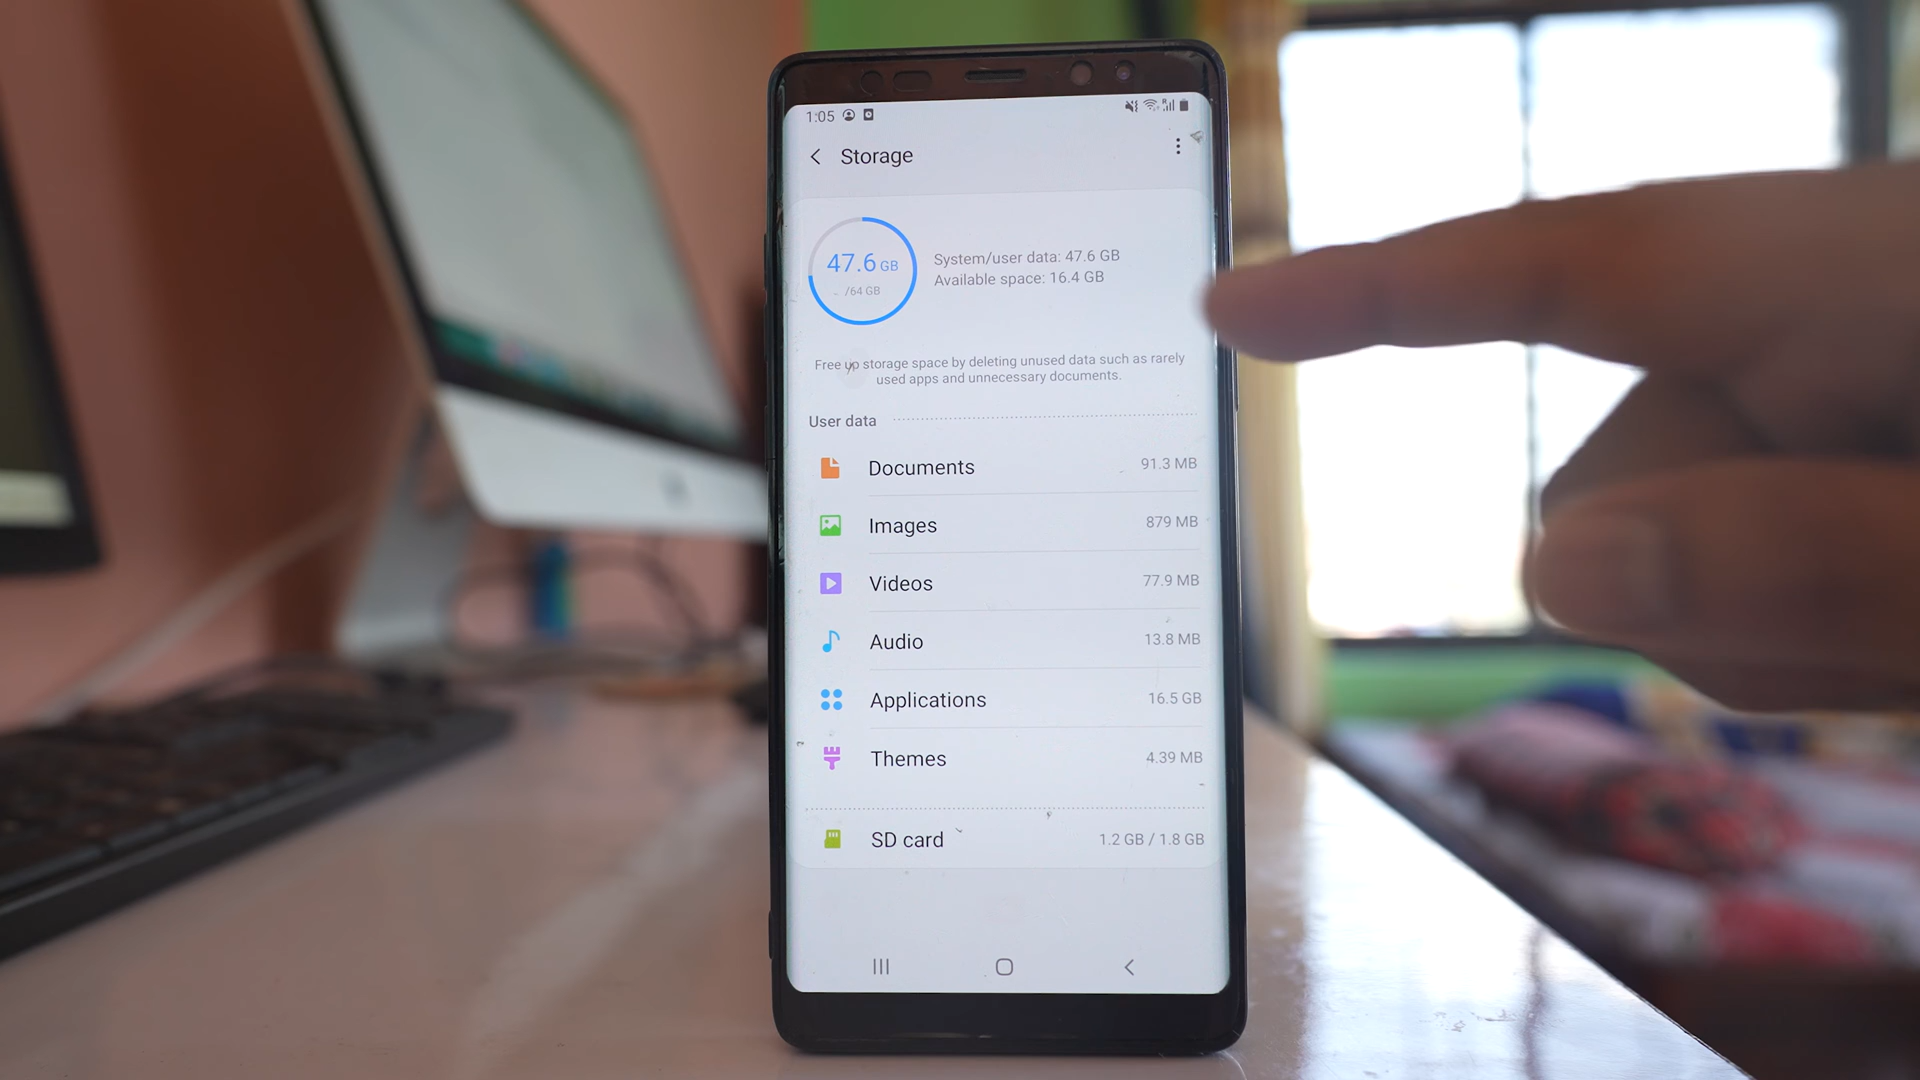 1:05
Storage
47.6 GB
/64 GB
System/user data: 47.6 GB
Available space: 16.4 GB
Free up storage space by deleting unused data such as rarely
used apps and unnecessary documents.
User data
Documents 91.3 MB
Images 879 MB
Videos 77.9 MB
Audio 13.8 MB
Applications 16.5 GB
Themes 4.39 MB
SD card 1.2 GB / 1.8 GB